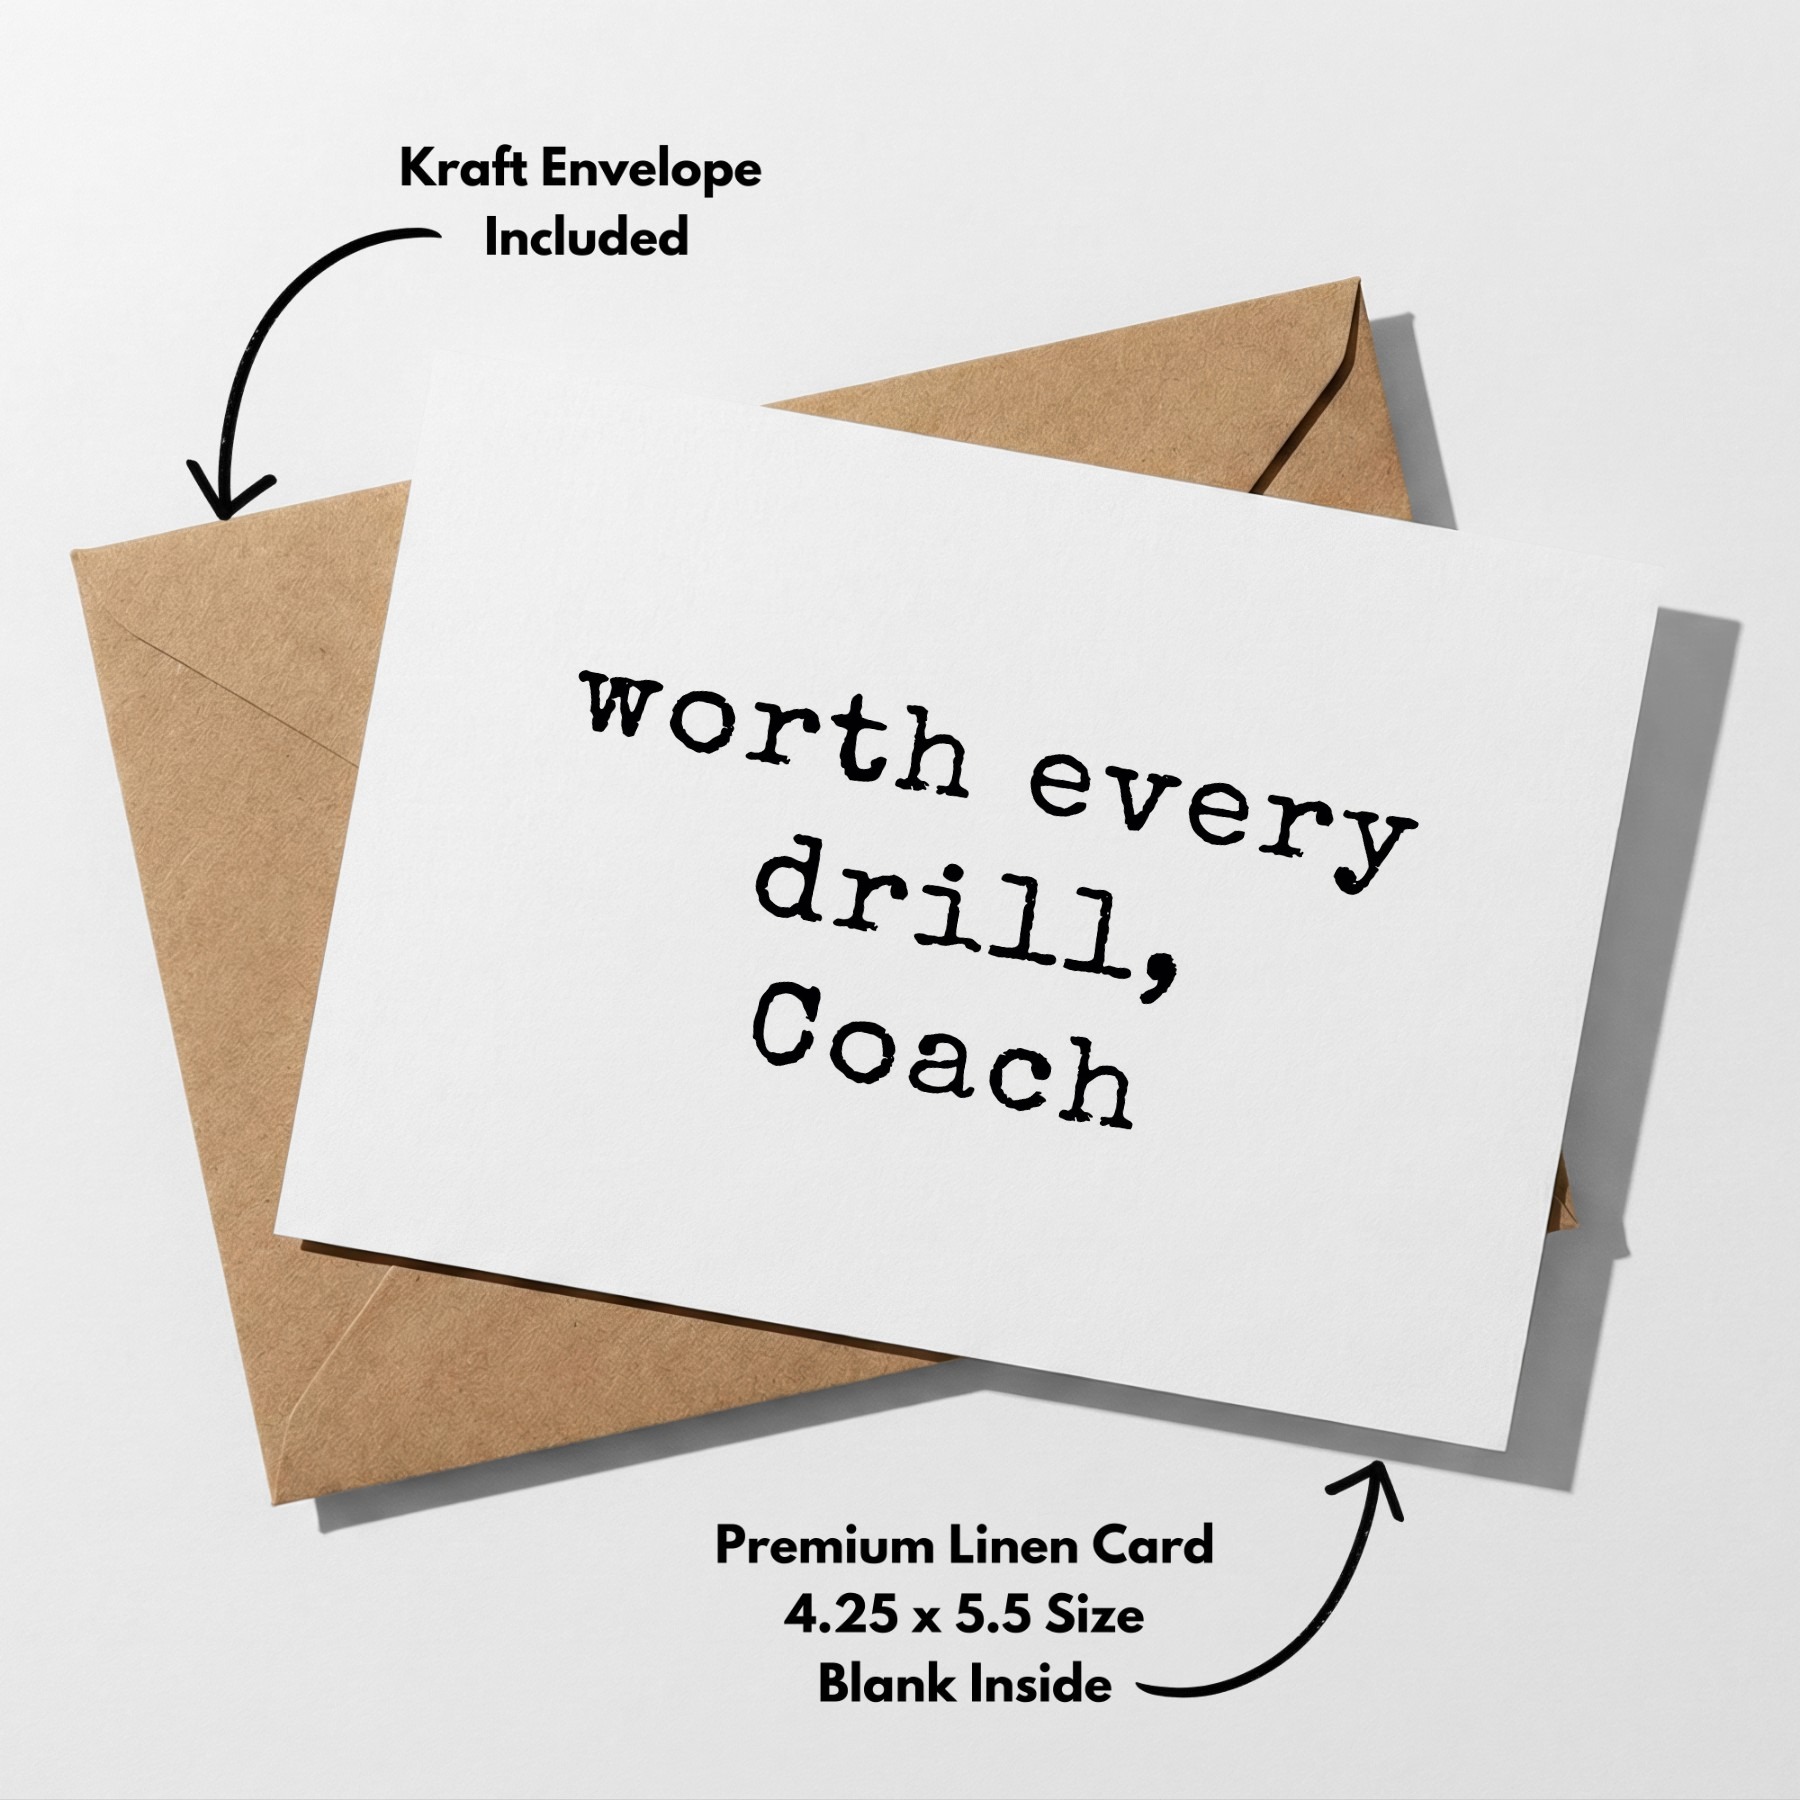 Kraft Envelope
Included
worth every
drill,
Coach
Premium Linen Card
4.25 x 5.5 Size
Blank Inside